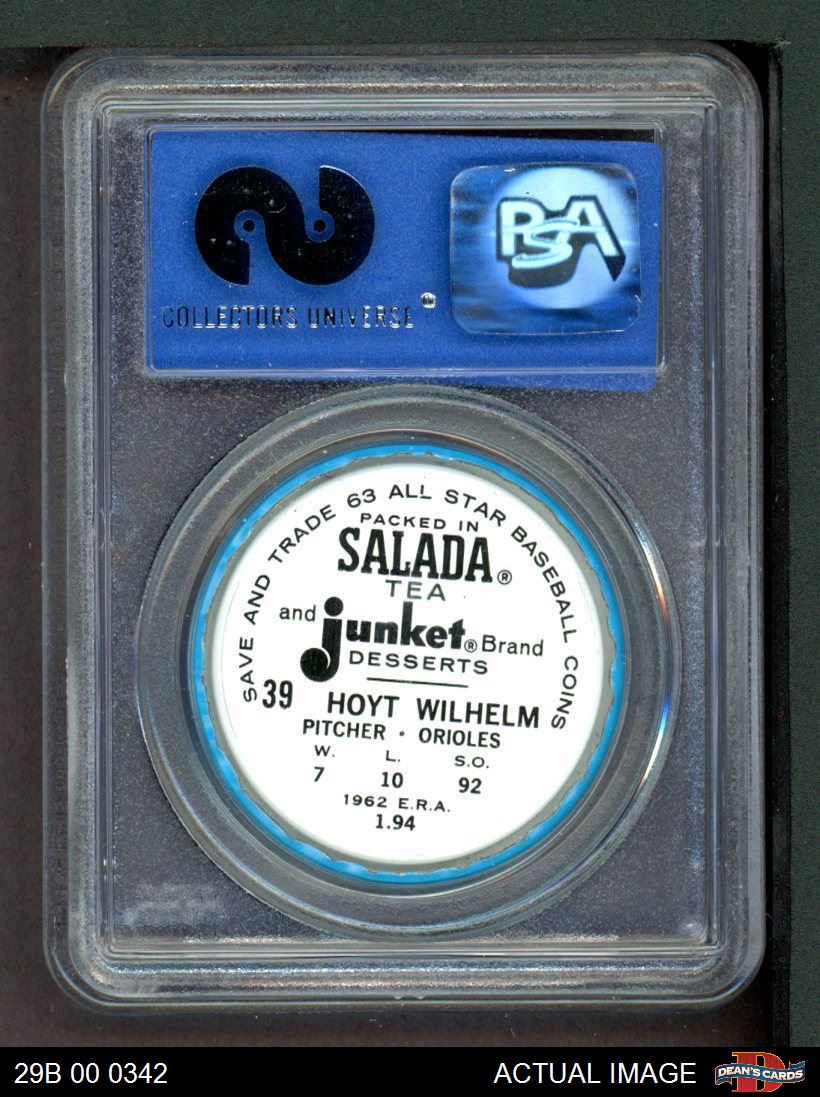 COLLECTORS UNIVERSE
PSA
SAVE AND TRADE 63 ALL STAR BASEBALL COINS
PACKED IN
SALADA®
TEA
and Junket® Brand
DESSERTS
39 HOYT WILHELM
PITCHER · ORIOLES
W. L. S.O.
7 10 92
1962 E.R.A.
1.94
29B 00 0342
ACTUAL IMAGE
D
DEAN'S CARDS